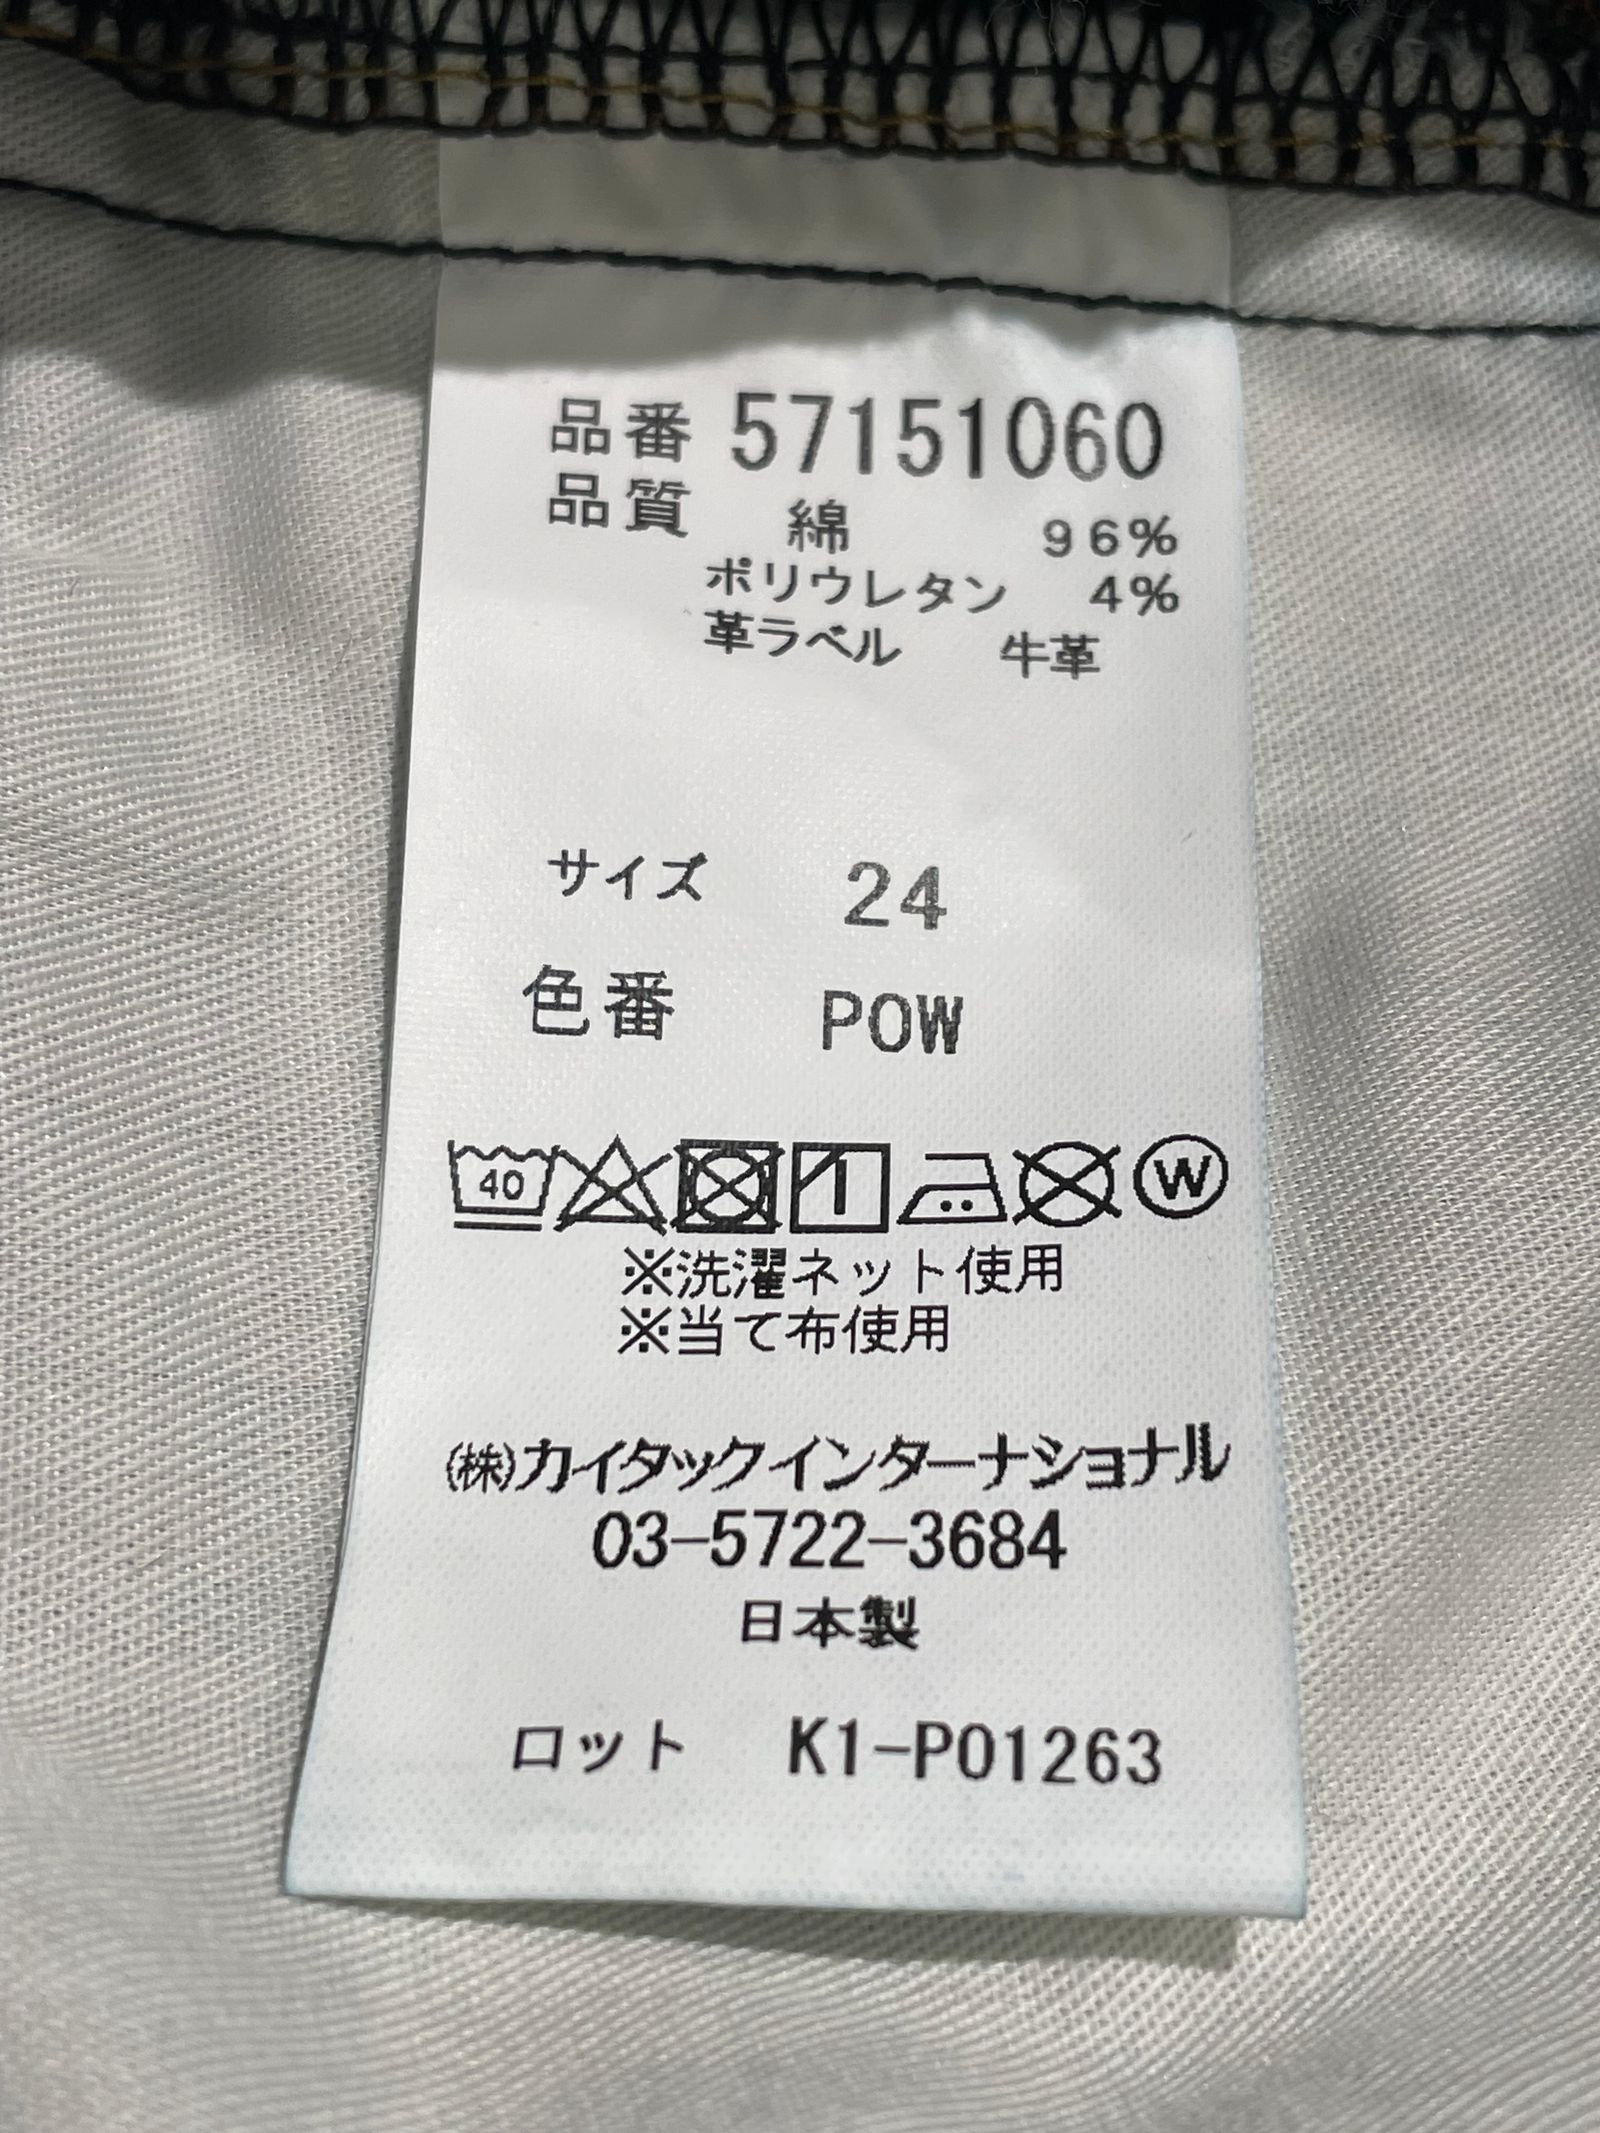 品番 57151060
品質 綿 96%
ポリウレタン 4%
革ラベル 牛革
サイズ 24
色番 POW
40 W
※洗濯ネット使用
※当て布使用
㈱カイタックインターナショナル
03-5722-3684
日本製
ロット K1-P01263